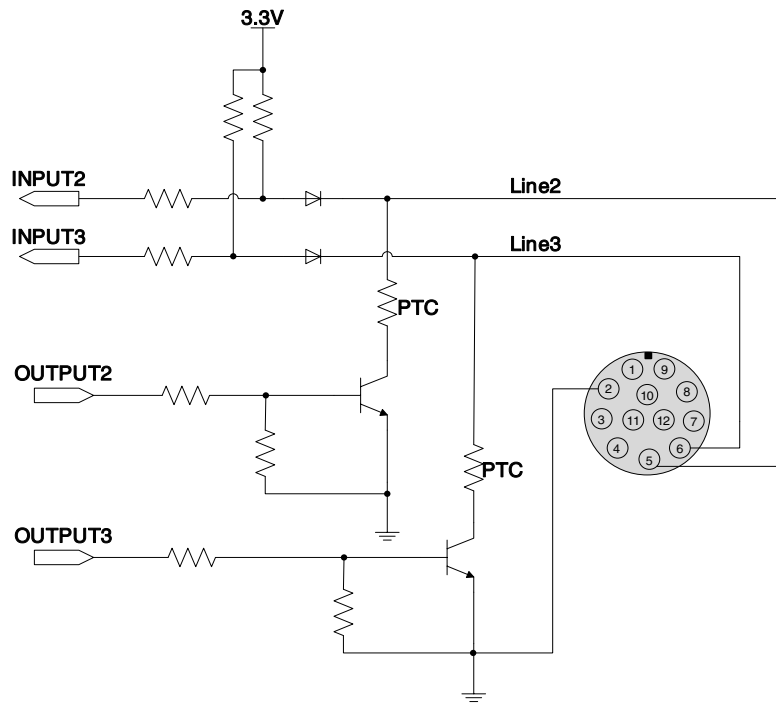 3.3V
INPUT2
Line2
INPUT3
Line3
PTC
OUTPUT2
1
9
2
10
8
3
11
12
7
4
6
5
PTC
OUTPUT3